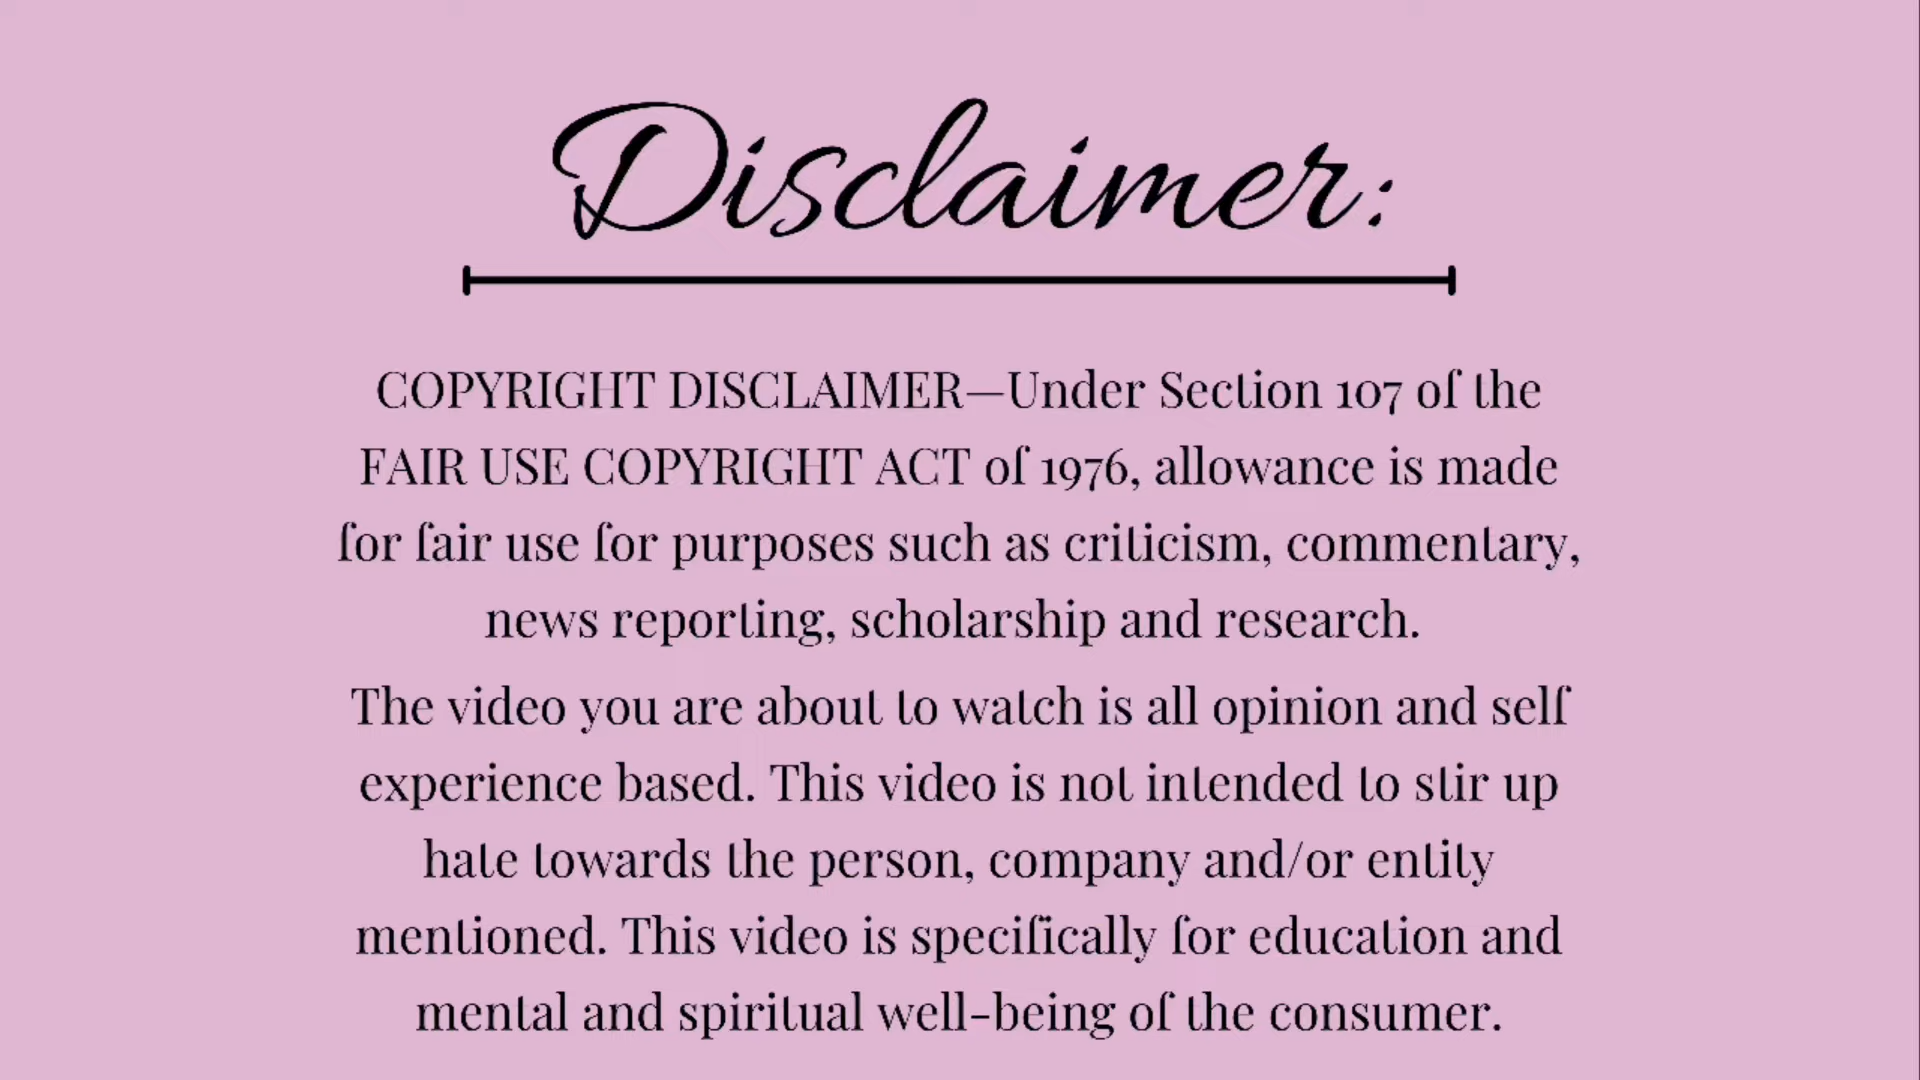 Disclaimer:
COPYRIGHT DISCLAIMER—Under Section 107 of the
FAIR USE COPYRIGHT ACT of 1976, allowance is made
for fair use for purposes such as criticism, commentary,
news reporting, scholarship and research.
The video you are about to watch is all opinion and self
experience based. This video is not intended to stir up
hate towards the person, company and/or entity
mentioned. This video is specifically for education and
mental and spiritual well-being of the consumer.